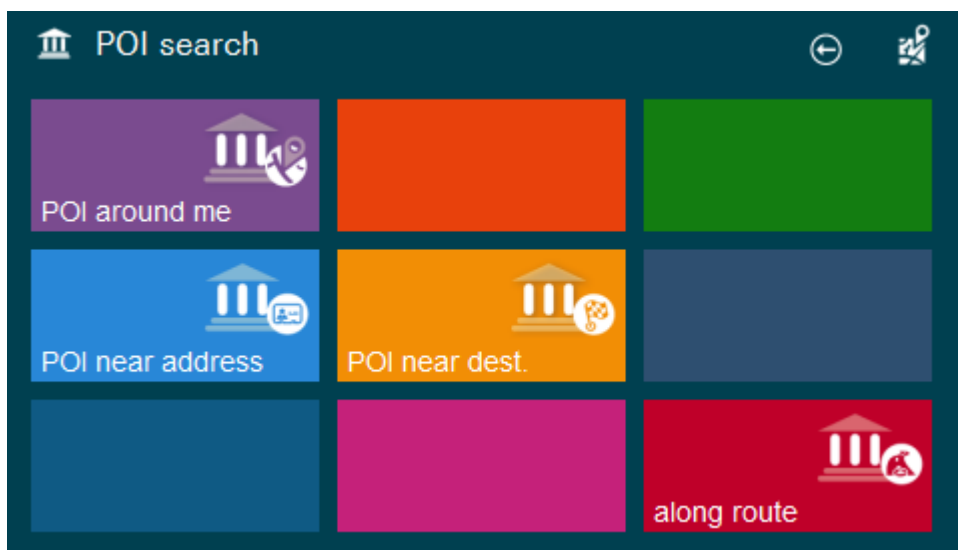 POI search
POI around me
POI near address
POI near dest.
along route